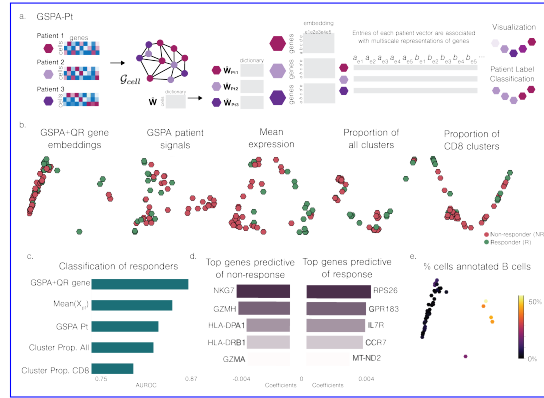 a. GSPA-Pt
Patient 1
genes
cells
Patient 2
cells
Patient 3
cells
dictionary
dictionary
genes
genes
genes
embedding
Entries of each patient vector are associated
with multiscale representations of genes.
Visualization
Patient Label
Classification
b.
GSPA+QR gene
embeddings
GSPA patient
signals
Mean
expression
Proportion of
all clusters
Proportion of
CD8 clusters
Non-responder (NR)
Responder (R)
c.
Classification of responders
GSPA+QR gene
GSPA Pt
Cluster Prop. All
Cluster Prop. CD8
0.75
AUROC
0.87
d.
Top genes predictive
of non-response
Top genes predictive
of response
NKG7
GZMH
HLA-DPA1
HLA-DRB1
GZMA
RPS26
GPR183
IL7R
CCR7
MT-ND2
-0.004
Coefficients
0
Coefficients
0.004
e.
% cells annotated B cells
50%
0%